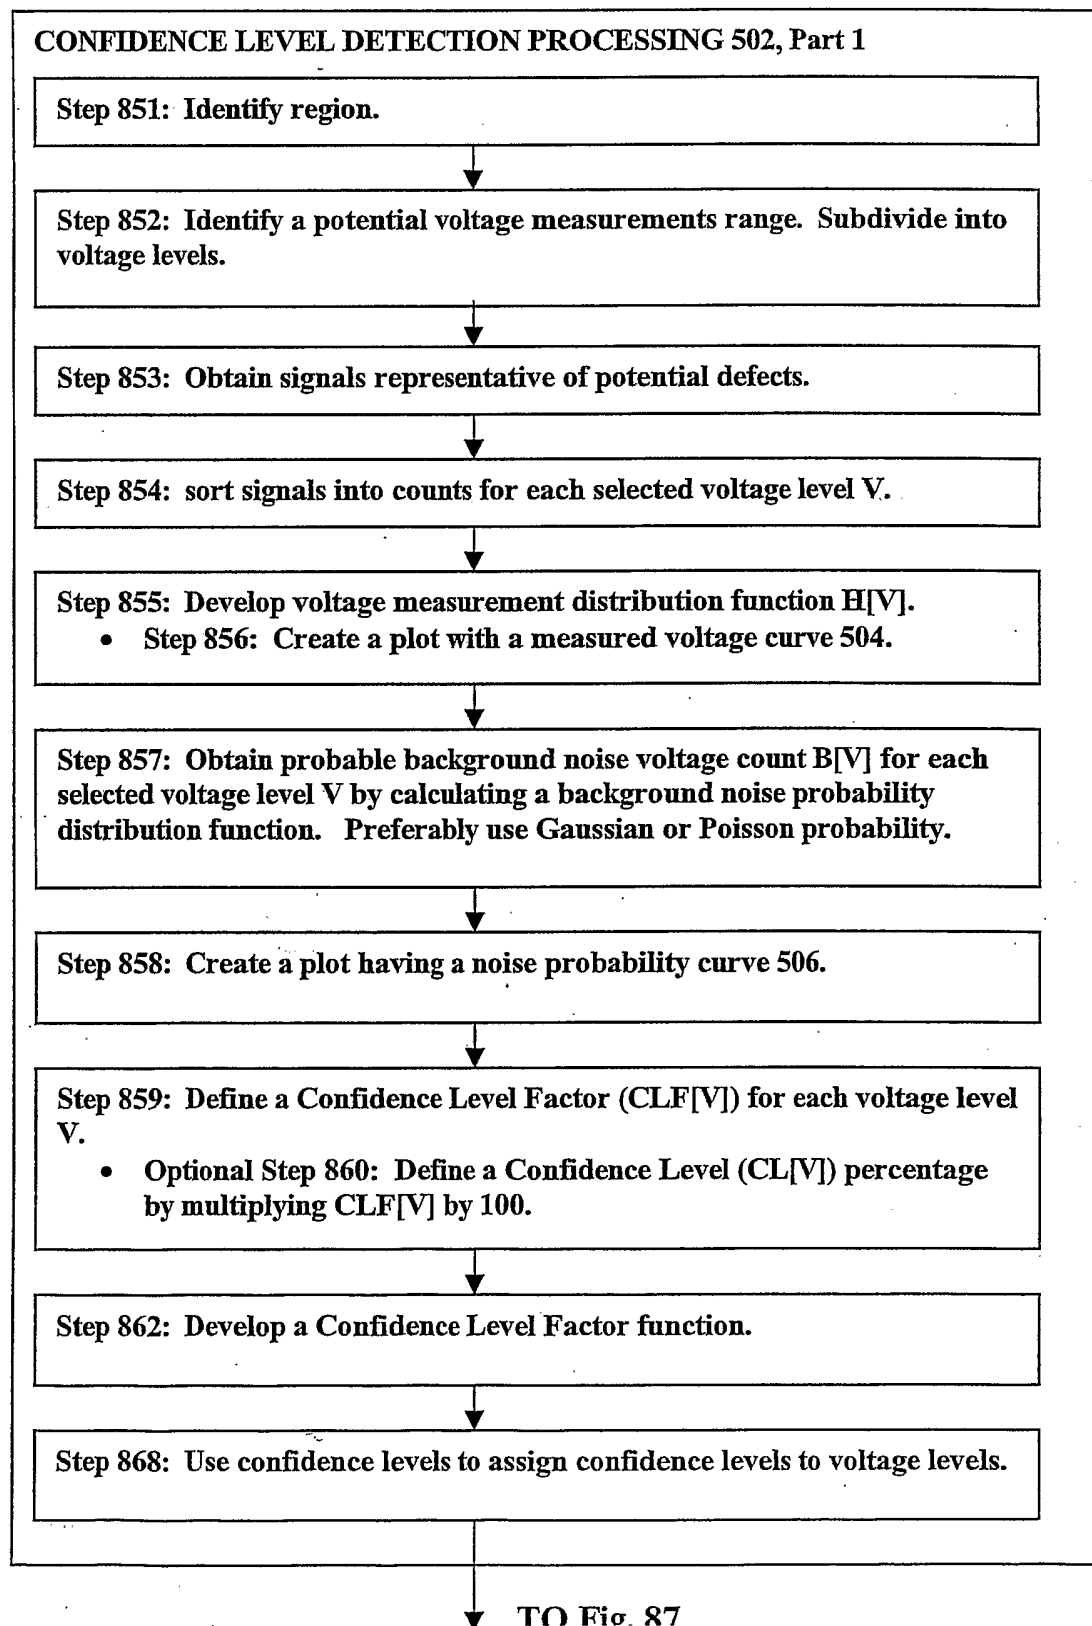 CONFIDENCE LEVEL DETECTION PROCESSING 502, Part 1
Step 851: Identify region.
Step 852: Identify a potential voltage measurements range. Subdivide into
voltage levels.
Step 853: Obtain signals representative of potential defects.
Step 854: sort signals into counts for each selected voltage level V.
Step 855: Develop voltage measurement distribution function H[V].
• Step 856: Create a plot with a measured voltage curve 504.
Step 857: Obtain probable background noise voltage count B[V] for each
selected voltage level V by calculating a background noise probability
distribution function. Preferably use Gaussian or Poisson probability.
Step 858: Create a plot having a noise probability curve 506.
Step 859: Define a Confidence Level Factor (CLF[V]) for each voltage level
V.
• Optional Step 860: Define a Confidence Level (CL[V]) percentage
by multiplying CLF[V] by 100.
Step 862: Develop a Confidence Level Factor function.
Step 868: Use confidence levels to assign confidence levels to voltage levels.
TO Fig. 87